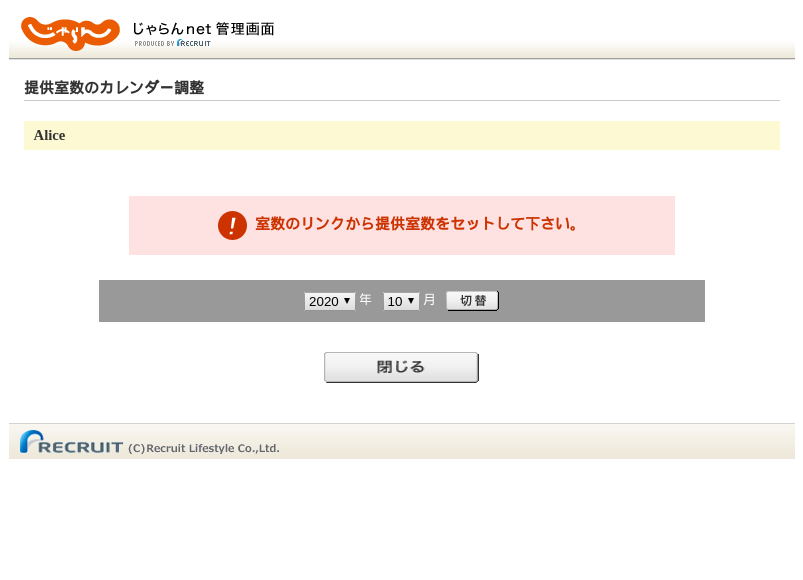 じゃらん
じゃらんnet 管理画面
PRODUCED BY RECRUIT
提供室数のカレンダー調整
Alice
! 室数のリンクから提供室数をセットして下さい。
2020 ▼ 年 10 ▼ 月 切替
閉じる
RECRUIT (C)Recruit Lifestyle Co.,Ltd.